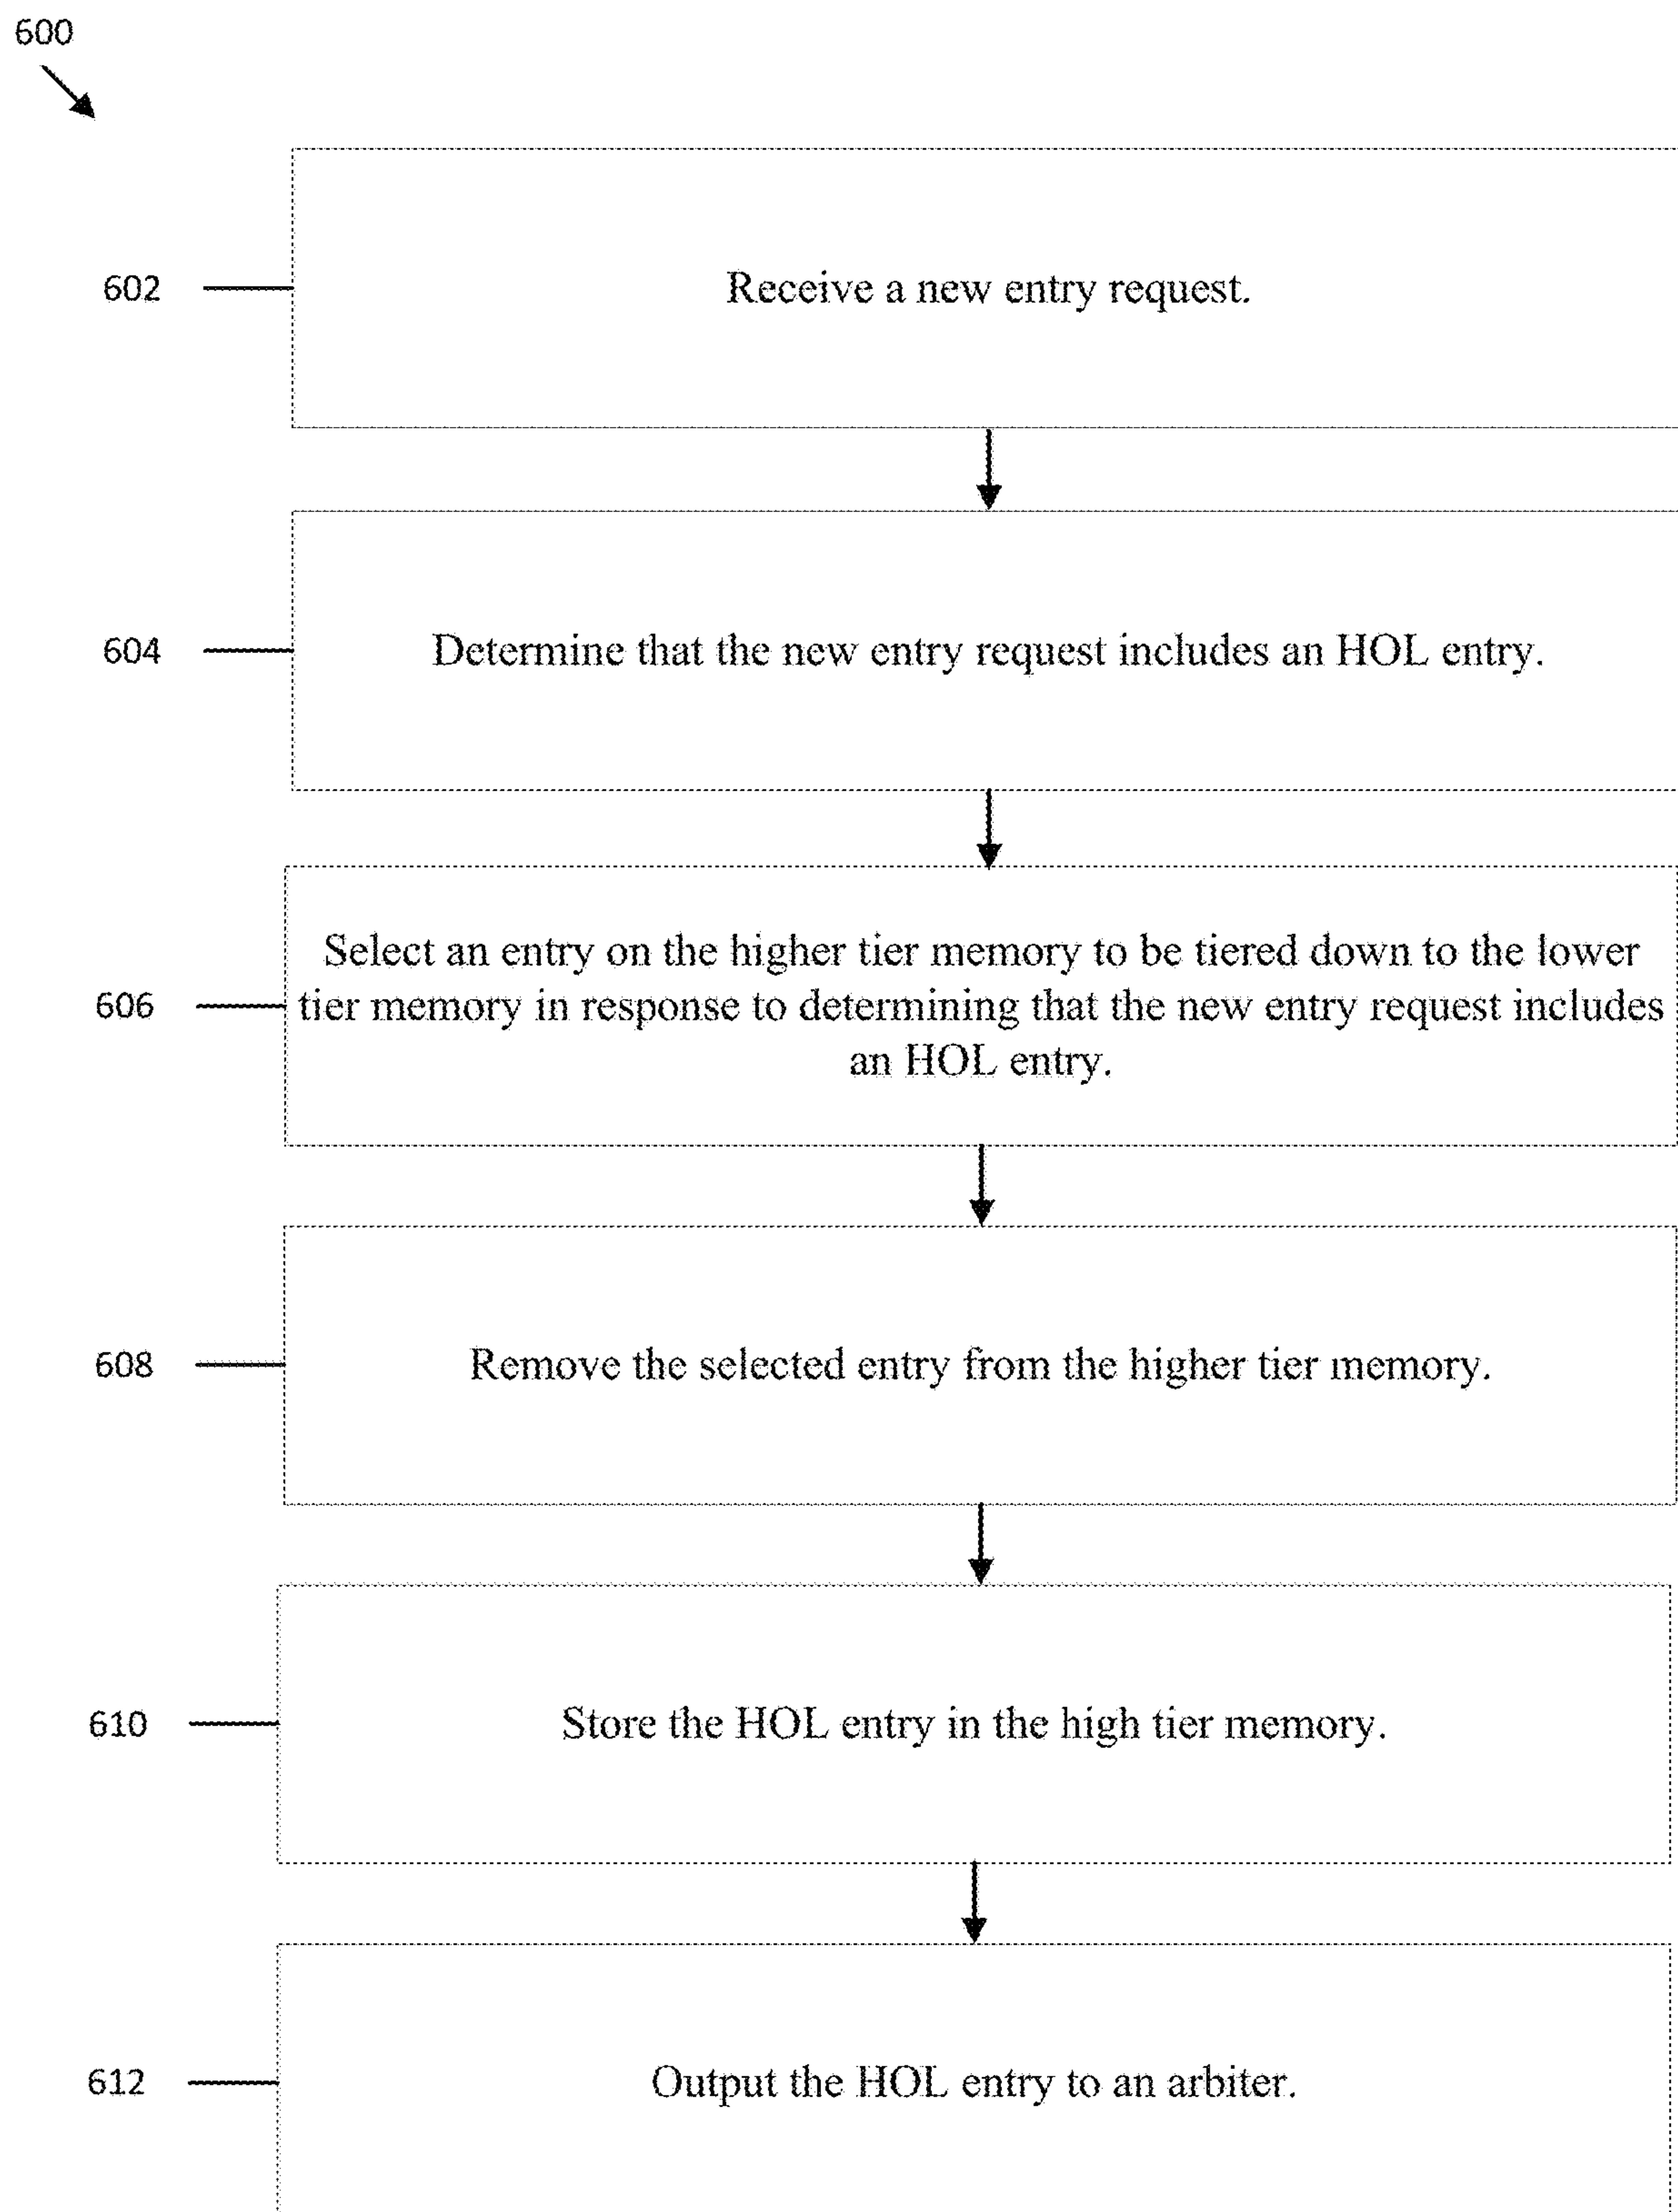 600
602
Receive a new entry request.
604
Determine that the new entry request includes an HOL entry.
606
Select an entry on the higher tier memory to be tiered down to the lower
tier memory in response to determining that the new entry request includes
an HOL entry.
608
Remove the selected entry from the higher tier memory.
610
Store the HOL entry in the high tier memory.
612
Output the HOL entry to an arbiter.